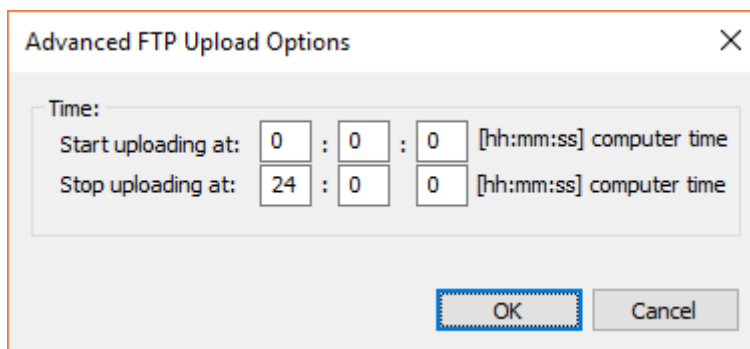 Advanced FTP Upload Options
Time:
Start uploading at: 0 : 0 : 0 [hh:mm:ss] computer time
Stop uploading at: 24 : 0 0 [hh:mm:ss] computer time
OK Cancel